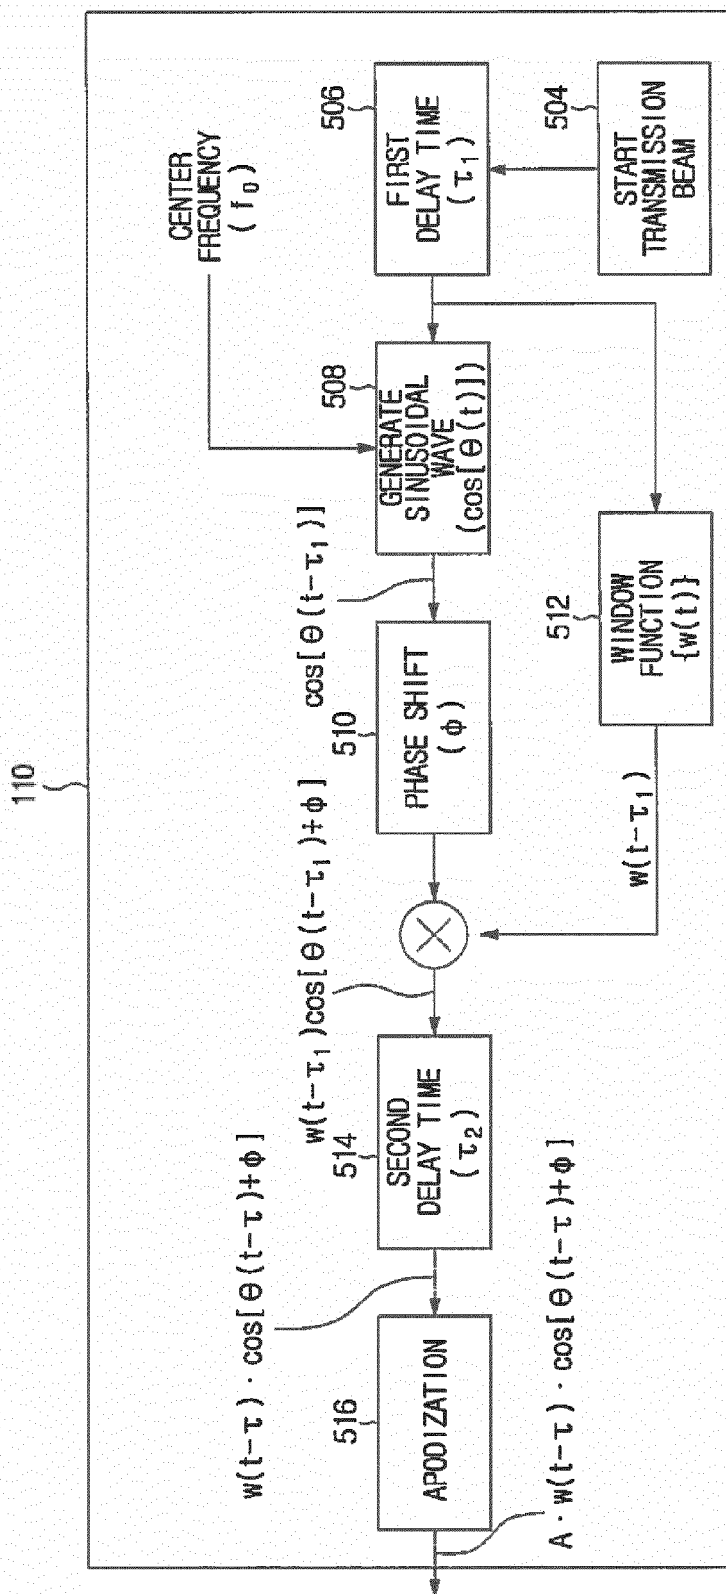 110
CENTER
FREQUENCY
( f₀ )
506
FIRST
DELAY TIME
( τ₁ )
504
START
TRANSMISSION
BEAM
508
GENERATE
SINUSOIDAL
WAVE
(cos[θ(t)])
cos[θ(t-τ₁)]
510
PHASE SHIFT
(ϕ)
512
WINDOW
FUNCTION
{w(t)}
w(t-τ₁)
w(t-τ₁)cos[θ(t-τ₁)+ϕ]
514
SECOND
DELAY TIME
( τ₂ )
w(t-τ) · cos[θ(t-τ)+ϕ]
516
APODIZATION
A · w(t-τ) · cos[θ(t-τ)+ϕ]